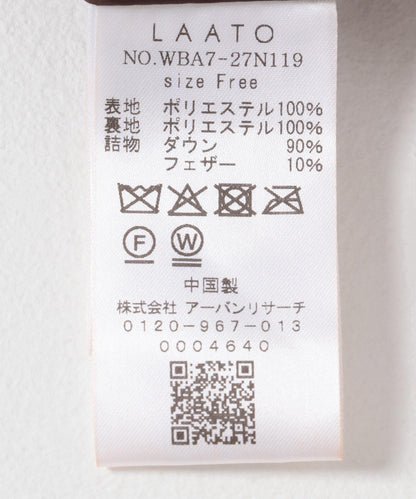 LAATO
NO.WBA7-27N119
size Free
表地 ポリエステル100%
裏地 ポリエステル100%
詰物 ダウン 90%
フェザー 10%
F W
中国製
株式会社 アーバンリサーチ
0120-967-013
0004640